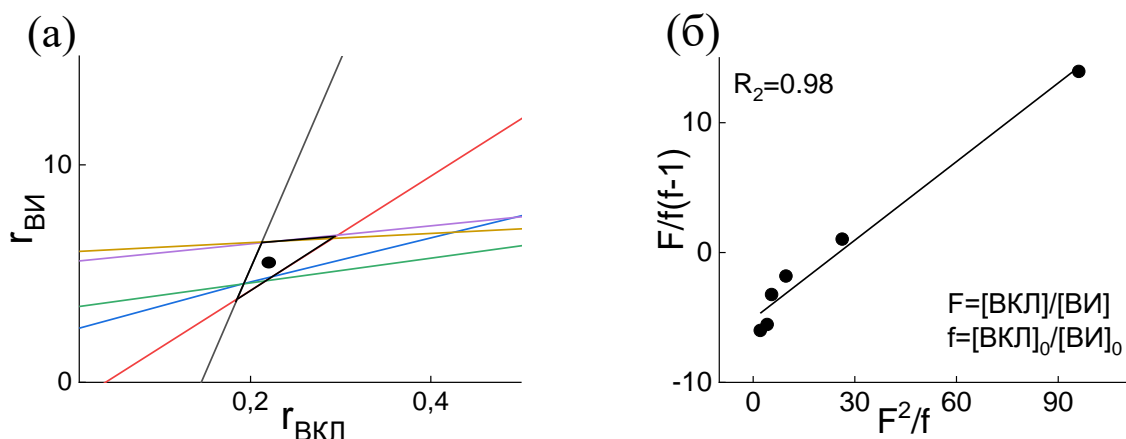 (а)
r_ВИ
10
0
0,2
0,4
r_ВКЛ
(б)
R₂=0.98
F/f(f-1)
10
0
-10
0
30
60
90
F²/f
F=[ВКЛ]/[ВИ]
f=[ВКЛ]₀/[ВИ]₀